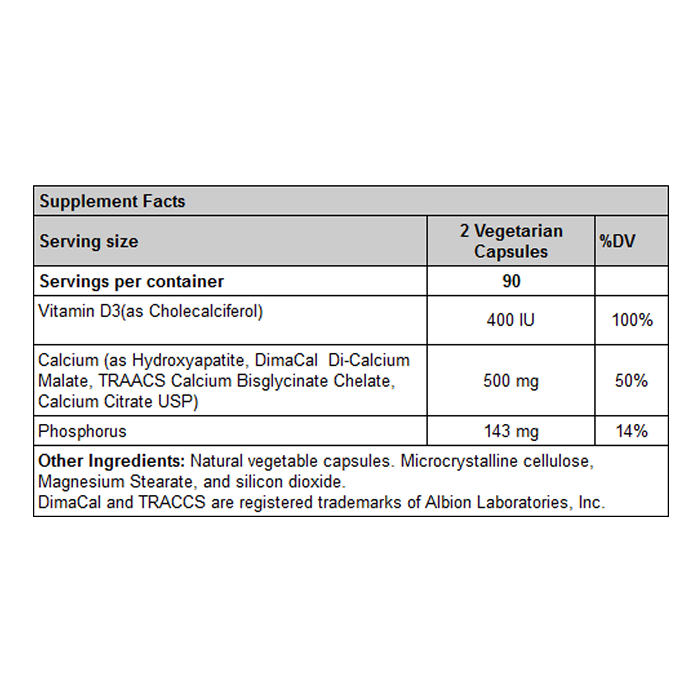 Supplement Facts
Serving size
2 Vegetarian
Capsules
%DV
Servings per container
90
Vitamin D3(as Cholecalciferol)
400 IU
100%
Calcium (as Hydroxyapatite, DimaCal Di-Calcium
Malate, TRAACS Calcium Bisglycinate Chelate,
Calcium Citrate USP)
500 mg
50%
Phosphorus
143 mg
14%
Other Ingredients: Natural vegetable capsules. Microcrystalline cellulose,
Magnesium Stearate, and silicon dioxide.
DimaCal and TRACCS are registered trademarks of Albion Laboratories, Inc.